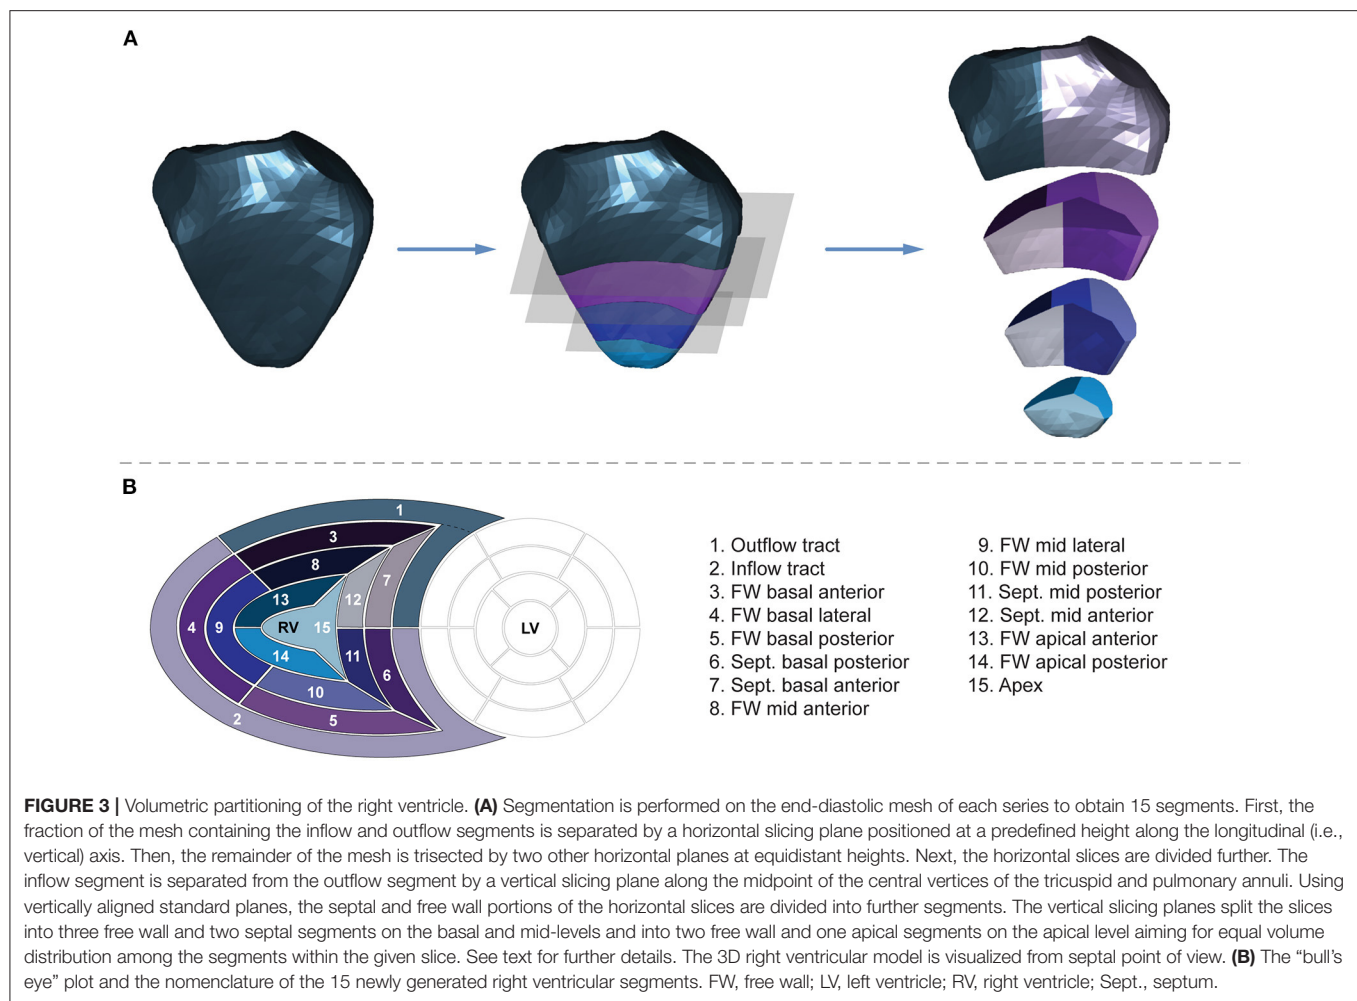 A
B
1
3
8
7
13
12
4
9
RV
15
LV
14
11
6
10
2
5
1. Outflow tract
2. Inflow tract
3. FW basal anterior
4. FW basal lateral
5. FW basal posterior
6. Sept. basal posterior
7. Sept. basal anterior
8. FW mid anterior
9. FW mid lateral
10. FW mid posterior
11. Sept. mid posterior
12. Sept. mid anterior
13. FW apical anterior
14. FW apical posterior
15. Apex
FIGURE 3 | Volumetric partitioning of the right ventricle. (A) Segmentation is performed on the end-diastolic mesh of each series to obtain 15 segments. First, the
fraction of the mesh containing the inflow and outflow segments is separated by a horizontal slicing plane positioned at a predefined height along the longitudinal (i.e.,
vertical) axis. Then, the remainder of the mesh is trisected by two other horizontal planes at equidistant heights. Next, the horizontal slices are divided further. The
inflow segment is separated from the outflow segment by a vertical slicing plane along the midpoint of the central vertices of the tricuspid and pulmonary annuli. Using
vertically aligned standard planes, the septal and free wall portions of the horizontal slices are divided into further segments. The vertical slicing planes split the slices
into three free wall and two septal segments on the basal and mid-levels and into two free wall and one apical segments on the apical level aiming for equal volume
distribution among the segments within the given slice. See text for further details. The 3D right ventricular model is visualized from septal point of view. (B) The “bull’s
eye” plot and the nomenclature of the 15 newly generated right ventricular segments. FW, free wall; LV, left ventricle; RV, right ventricle; Sept., septum.